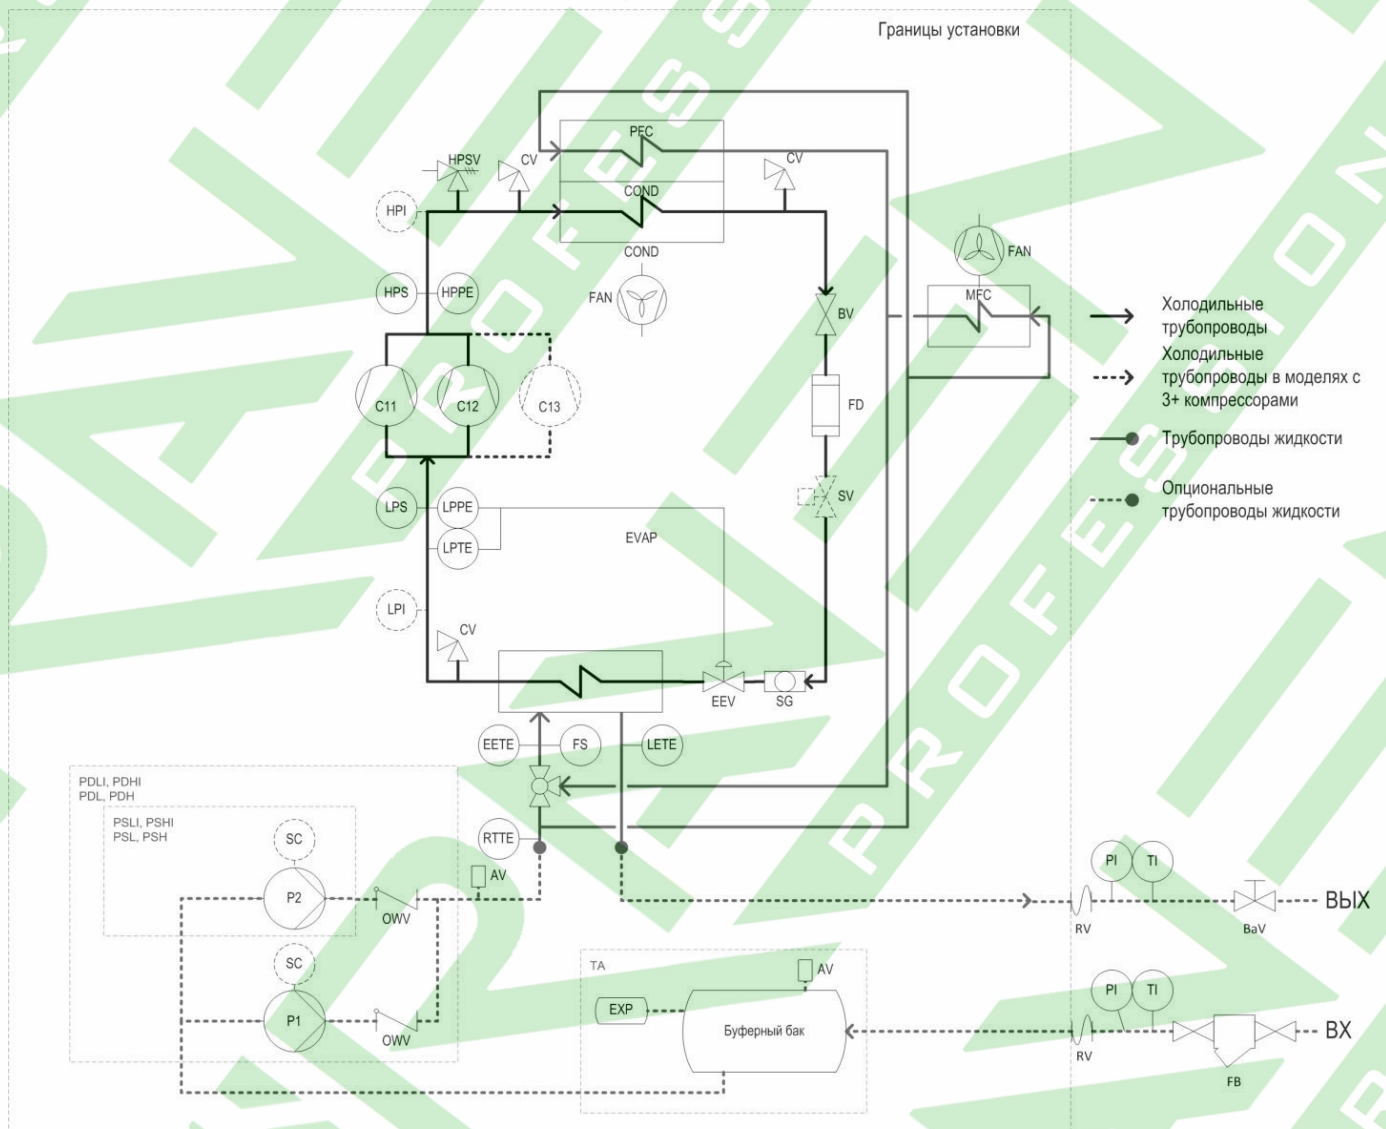 Границы установки
PFC
HPSV
CV
CV
COND
HPI
COND
FAN
FAN
MFC
HPS
HPPE
BV
C11
C12
C13
FD
LPS
LPPE
SV
LPTE
EVAP
LPI
CV
EEV
SG
EETE
FS
LETE
RTTE
Холодильные
трубопроводы
Холодильные
трубопроводы в моделях с
3+ компрессорами
Трубопроводы жидкости
Опциональные
трубопроводы жидкости
PDLI, PDHI
PDL, PDH
PSLI, PSHI
PSL, PSH
SC
P2
OWV
AV
SC
P1
OWV
TA
AV
EXP
Буферный бак
PI
TI
RV
BaV
ВЫХ
PI
TI
RV
FB
ВХ
PROFESSIONAL
PROFESSION